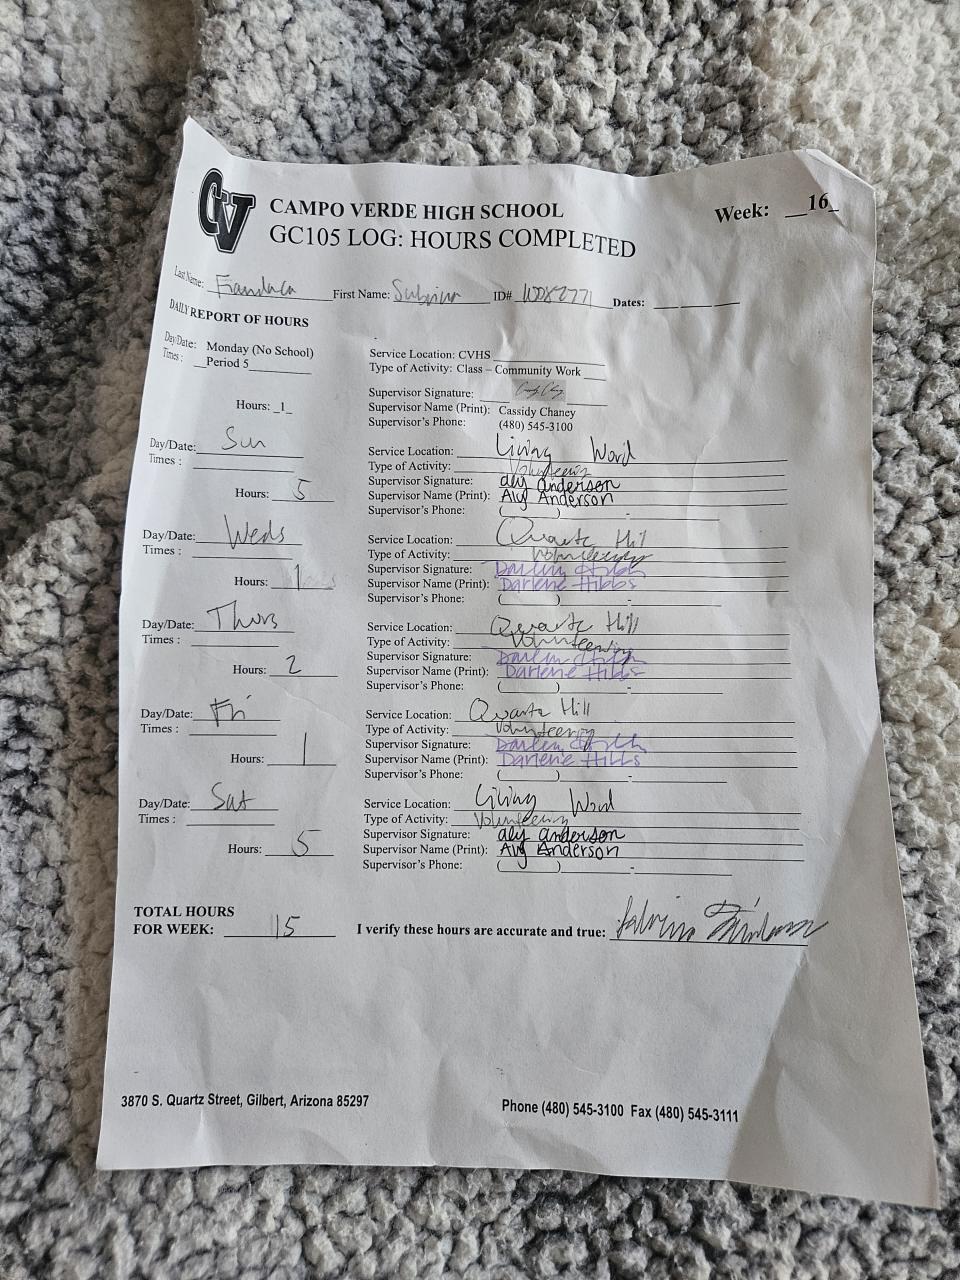 CV
CAMPO VERDE HIGH SCHOOL
Week: __16_
GC105 LOG: HOURS COMPLETED
Last Name: First Name: ID# Dates:
DAILY REPORT OF HOURS
Day/Date: Monday (No School)
Times : Period 5
Service Location: CVHS
Type of Activity: Class – Community Work
Supervisor Signature:
Hours: _1_
Supervisor Name (Print): Cassidy Chaney
Supervisor's Phone: (480) 545-3100
Day/Date: Sun
Times :
Service Location: Living Word
Type of Activity: Volunteering
Supervisor Signature: aly anderson
Hours: 5
Supervisor Name (Print): Aly Anderson
Supervisor's Phone: ( ) -
Day/Date: Weds
Times :
Service Location: Quartz Hill
Type of Activity: Volunteering
Supervisor Signature:
Hours: 1
Supervisor Name (Print): Darlene Hibbs
Supervisor's Phone: ( ) -
Day/Date: Thurs
Times :
Service Location: Quartz Hill
Type of Activity: Volunteering
Supervisor Signature:
Hours: 2
Supervisor Name (Print): Darlene
Supervisor's Phone: ( ) -
Day/Date: Fri
Times :
Service Location: Quartz Hill
Type of Activity: Volunteering
Supervisor Signature:
Hours: 1
Supervisor Name (Print): Darlene
Supervisor's Phone: ( ) -
Day/Date: Sat
Times :
Service Location: Living Word
Type of Activity: Volunteering
Supervisor Signature: aly anderson
Hours: 5
Supervisor Name (Print): Aly Anderson
Supervisor's Phone ( ) -
TOTAL HOURS
FOR WEEK: 15
I verify these hours are accurate and true:
3870 S. Quartz Street, Gilbert, Arizona 85297
Phone (480) 545-3100 Fax (480) 545-3111